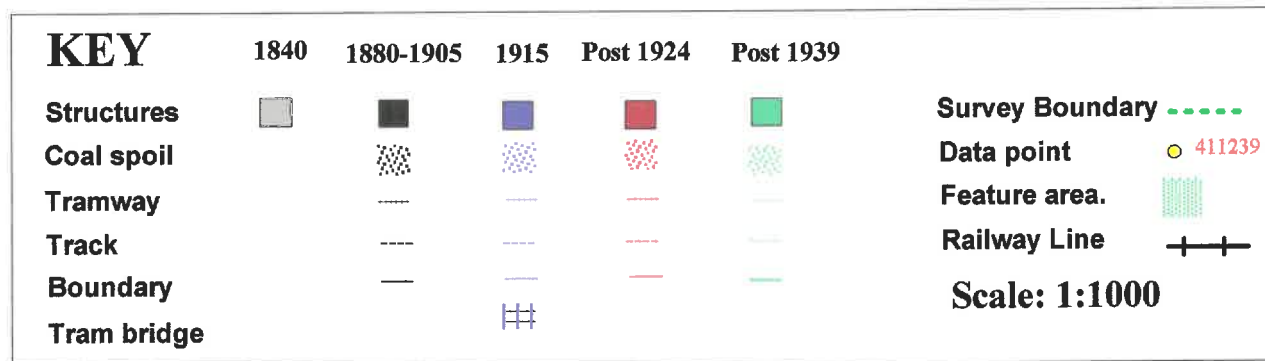 KEY 1840 1880-1905 1915 Post 1924 Post 1939
Structures
Coal spoil
Tramway
Track
Boundary
Tram bridge
Survey Boundary
Data point 411239
Feature area.
Railway Line
Scale: 1:1000